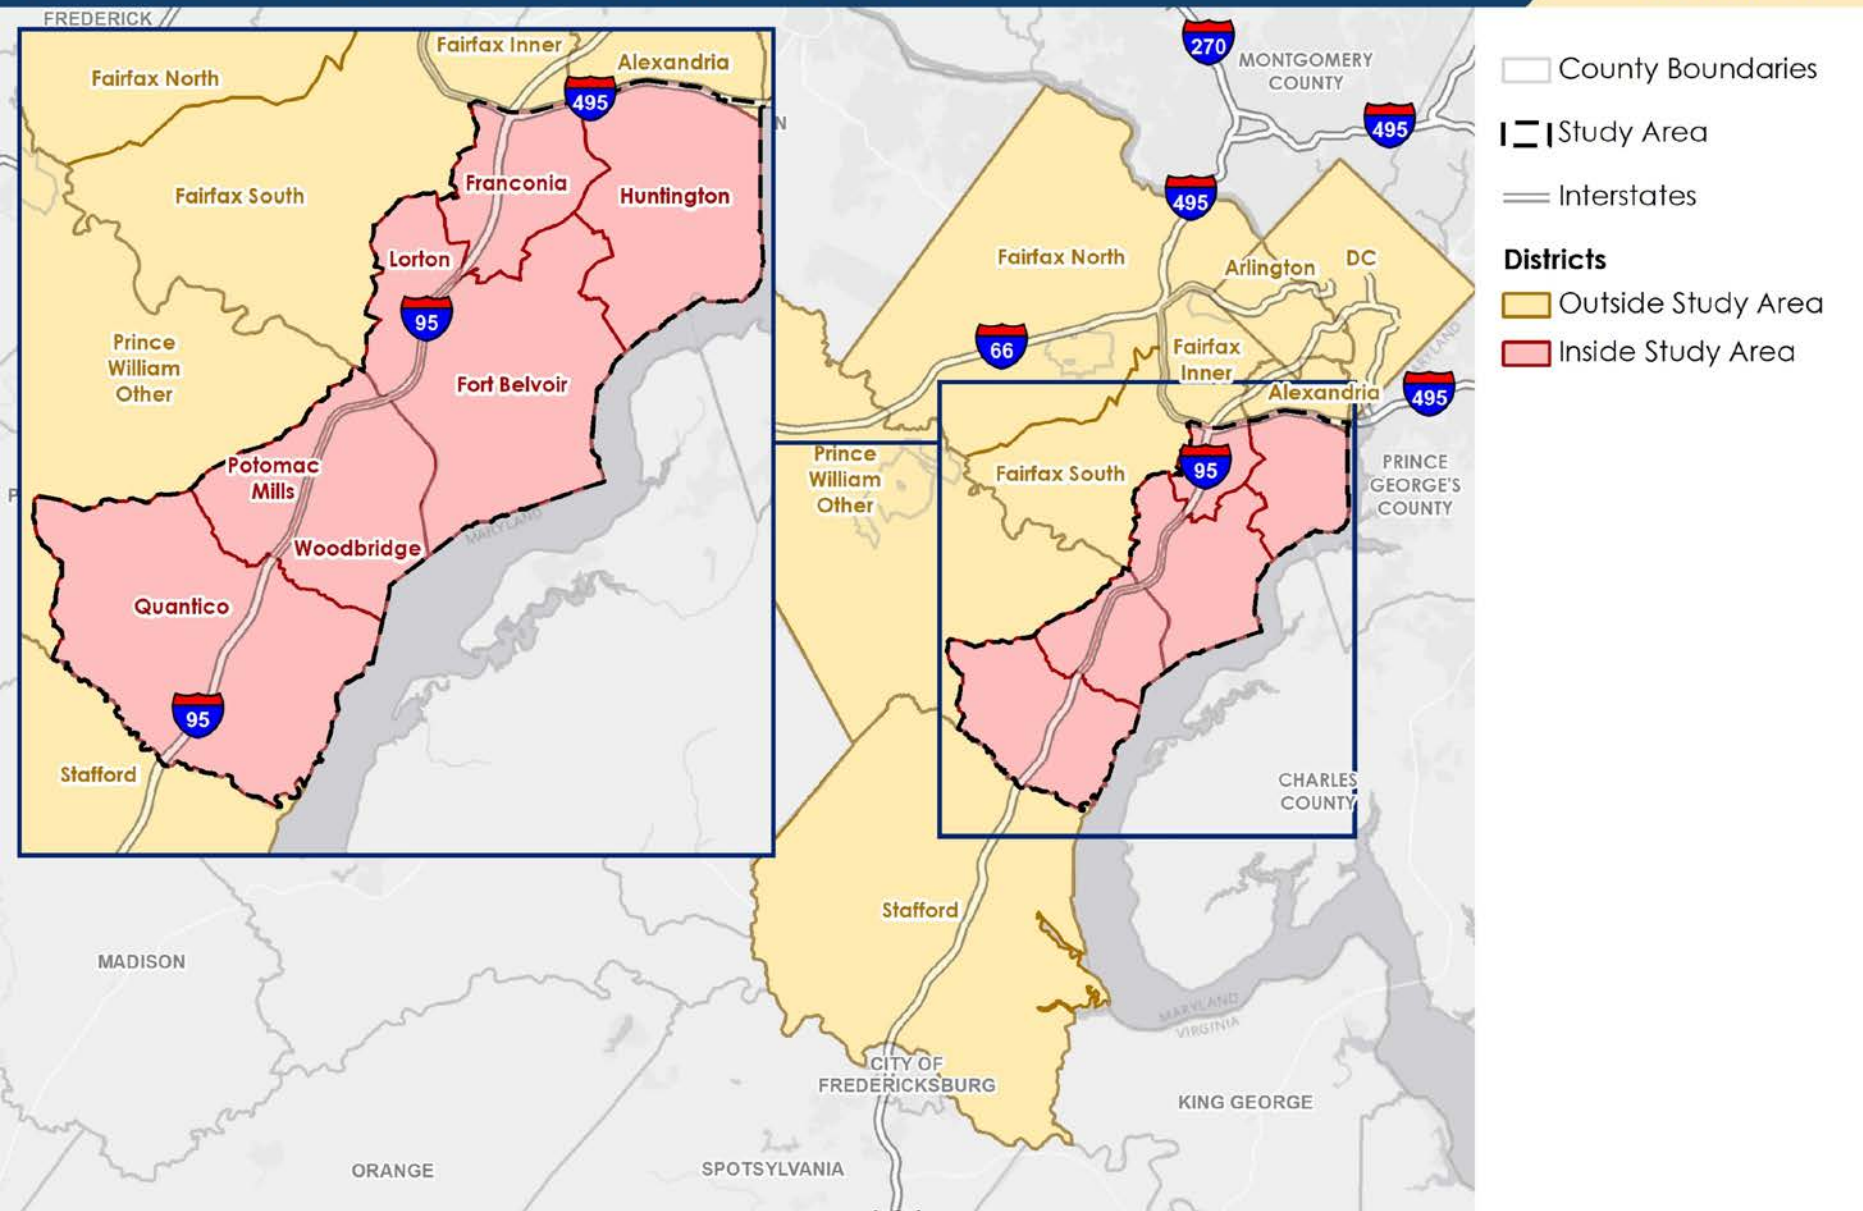 FREDERICK
Fairfax Inner
Alexandria
Fairfax North
495
Fairfax South
Franconia
Huntington
Lorton
95
Prince
William
Other
Fort Belvoir
Potomac
Mills
Woodbridge
MARYLAND
Quantico
95
Stafford
270
MONTGOMERY
COUNTY
495
495
Fairfax North
Arlington
DC
66
Fairfax
Inner
MARYLAND
Alexandria
495
Prince
William
Other
Fairfax South
95
PRINCE
GEORGE'S
COUNTY
CHARLES
COUNTY
Stafford
MADISON
MARYLAND
VIRGINIA
CITY OF
FREDERICKSBURG
KING GEORGE
ORANGE
SPOTSYLVANIA
County Boundaries
Study Area
Interstates
Districts
Outside Study Area
Inside Study Area